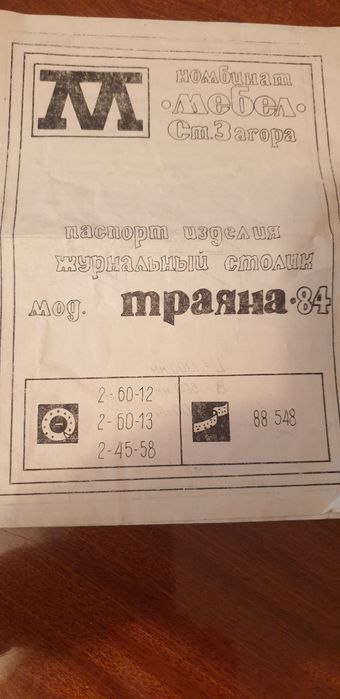 комбинат
·мебел·
Ст.Загора
паспорт изделия
журнальный столик
мод. траяна·84
2-60-12
2-60-13
2-45-58
88 548